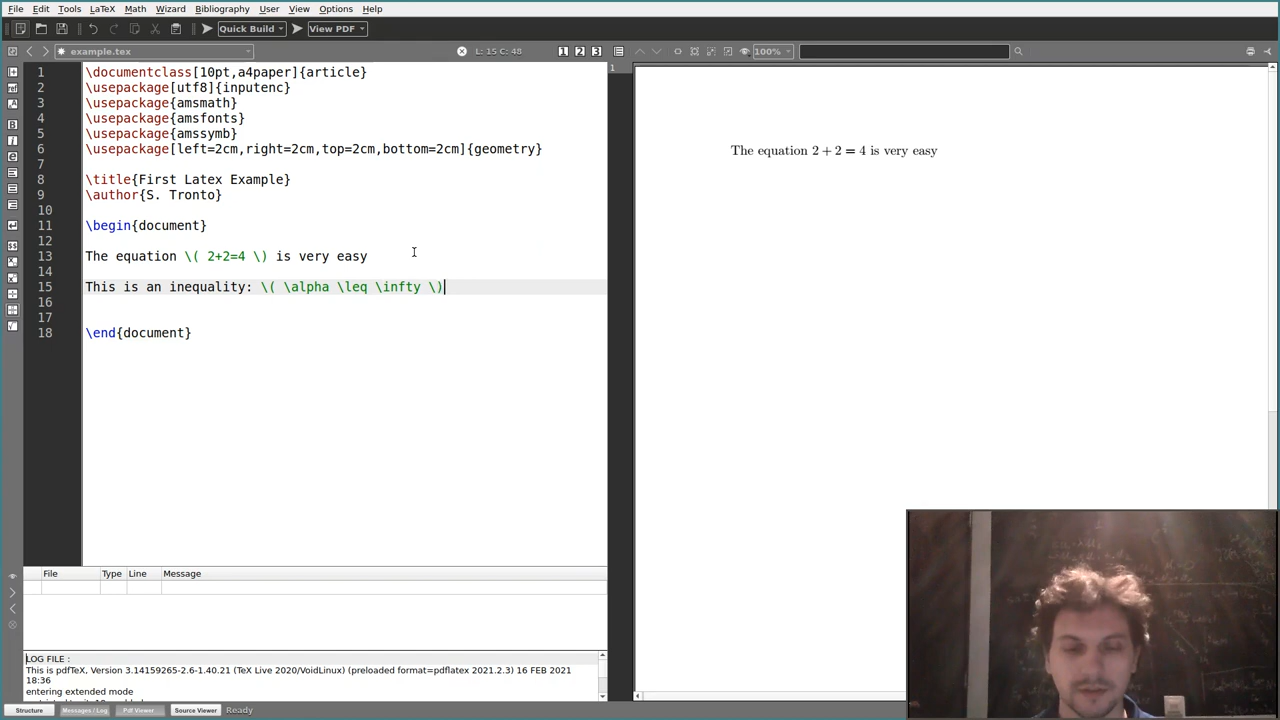 File Edit Tools LaTeX Math Wizard Bibliography User View Options Help
Quick Build View PDF
example.tex L: 15 C: 48 1 2 3 100%
1 \documentclass[10pt,a4paper]{article}
2 \usepackage[utf8]{inputenc}
3 \usepackage{amsmath}
4 \usepackage{amsfonts}
5 \usepackage{amssymb}
6 \usepackage[left=2cm,right=2cm,top=2cm,bottom=2cm]{geometry}
7
8 \title{First Latex Example}
9 \author{S. Tronto}
10
11 \begin{document}
12
13 The equation \( 2+2=4 \) is very easy
14
15 This is an inequality: \( \alpha \leq \infty \)
16
17
18 \end{document}
1
The equation 2 + 2 = 4 is very easy
File Type Line Message
LOG FILE :
This is pdfTeX, Version 3.14159265-2.6-1.40.21 (TeX Live 2020/VoidLinux) (preloaded format=pdflatex 2021.2.3) 16 FEB 2021
18:36
entering extended mode
Structure Messages / Log Pdf Viewer Source Viewer Ready